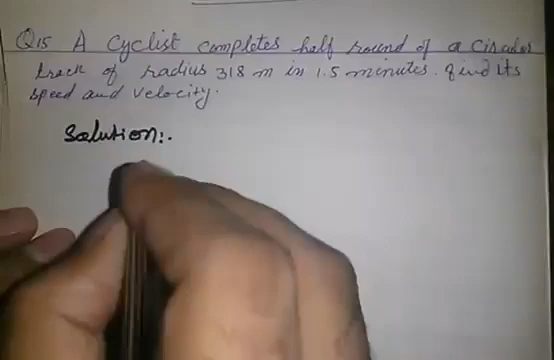 Q15 A Cyclist completes half round of a Ciruler
track of radius 318 m in 1.5 minutes. find its
speed and velocity.
Solution:.